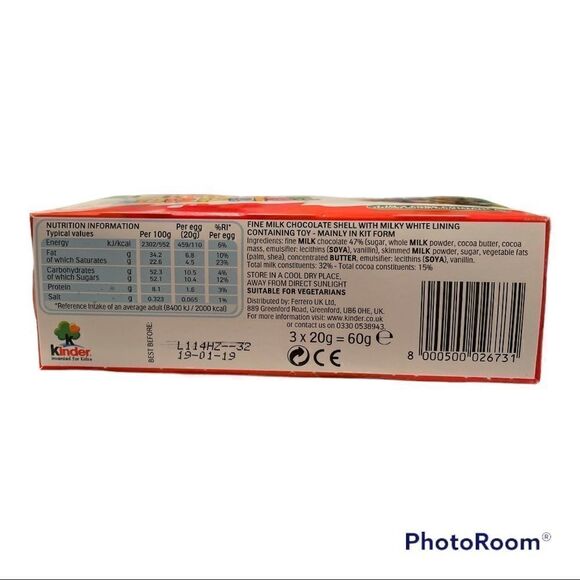 NUTRITION INFORMATION
Typical values Per 100g Per egg (20g) %RI* Per egg
Energy kJ/kcal 2302/552 459/110 6%
Fat g 34.2 6.8 10%
of which Saturates g 22.6 4.5 23%
Carbohydrates g 52.3 10.5 4%
of which Sugars g 52.1 10.4 12%
Protein g 8.1 1.6 3%
Salt g 0.323 0.065 1%
*Reference Intake of an average adult (8400 kJ / 2000 kcal)
Kinder
invented for Kids
BEST BEFORE:
L114HZ--32
19-01-19
FINE MILK CHOCOLATE SHELL WITH MILKY WHITE LINING
CONTAINING TOY - MAINLY IN KIT FORM
Ingredients: fine MILK chocolate 47% (sugar, whole MILK powder, cocoa butter, cocoa
mass, emulsifier: lecithins (SOYA), vanillin), skimmed MILK powder, sugar, vegetable fats
(palm, shea), concentrated BUTTER, emulsifier: lecithins (SOYA), vanillin.
Total milk constituents: 32% - Total cocoa constituents: 15%
STORE IN A COOL DRY PLACE,
AWAY FROM DIRECT SUNLIGHT
SUITABLE FOR VEGETARIANS
Distributed by: Ferrero UK Ltd,
889 Greenford Road, Greenford, UB6 0HE, UK.
For more information visit: www.kinder.co.uk
or contact us on 0330 0538943.
3 x 20g = 60g e
CE
8 000500 026731
PhotoRoom®